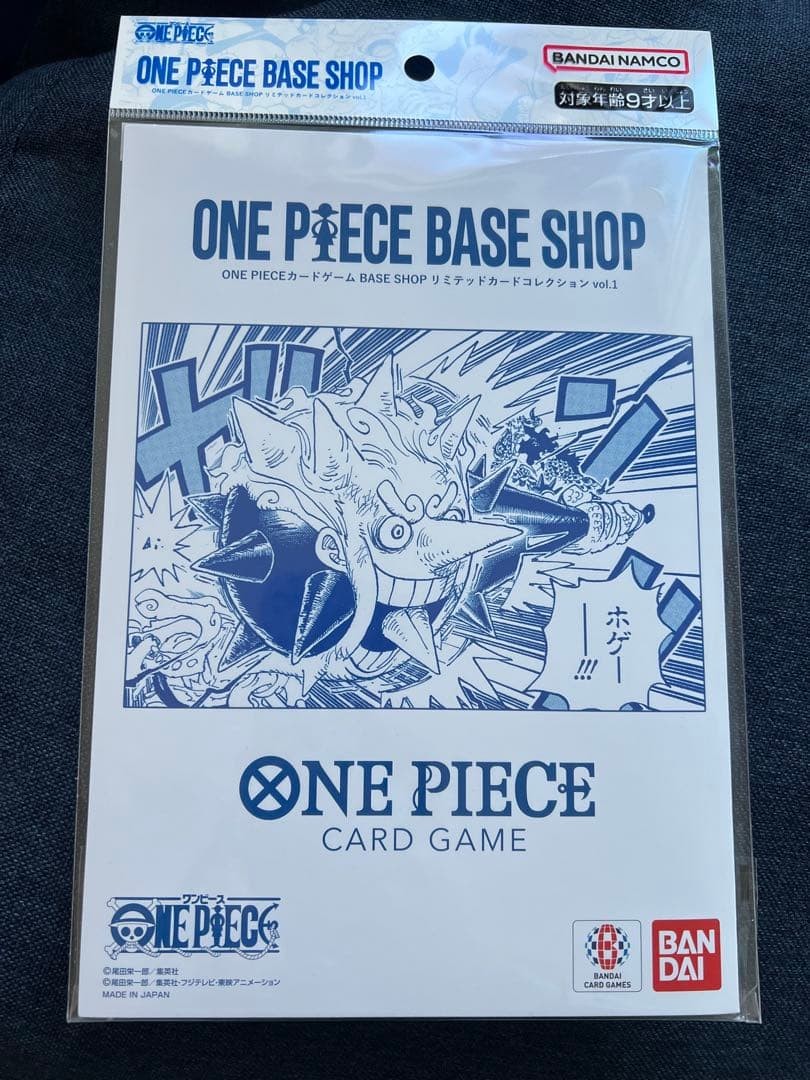 ONE PIECE
ONE PIECE BASE SHOP
ONE PIECEカードゲーム BASE SHOP リミテッドカードコレクション vol.1
BANDAI NAMCO
対象年齢9才以上
ONE PIECE BASE SHOP
ONE PIECEカードゲーム BASE SHOP リミテッドカードコレクション vol.1
ホゲー
ーー!!!
ONE PIECE
CARD GAME
ワンピース
ONE PIECE
©尾田栄一郎/集英社
©尾田栄一郎/集英社・フジテレビ・東映アニメーション
MADE IN JAPAN
BANDAI
CARD GAMES
BAN
DAI